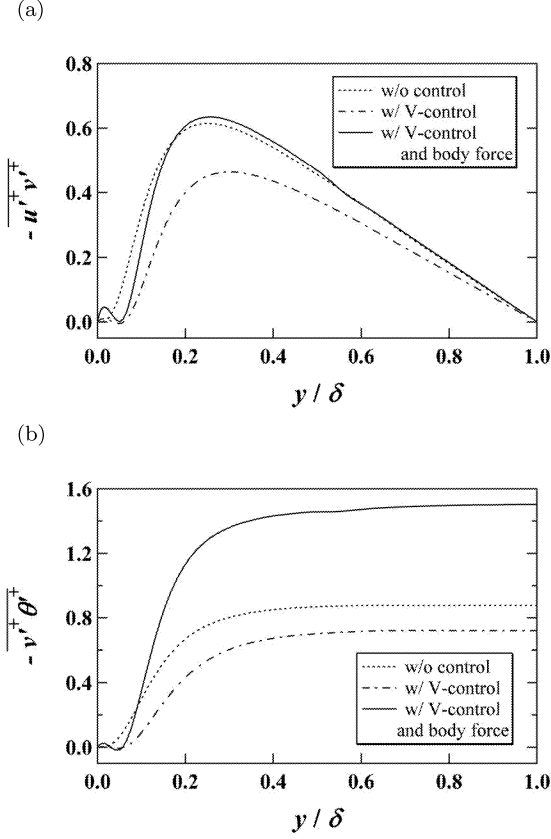 (a)
0.8
0.6
0.4
0.2
0.0
- u'⁺ v'⁺
w/o control
w/ V-control
w/ V-control
and body force
0.0 0.2 0.4 0.6 0.8 1.0
y / δ
(b)
1.6
1.2
0.8
0.4
0.0
- v'⁺ θ'⁺
w/o control
w/ V-control
w/ V-control
and body force
0.0 0.2 0.4 0.6 0.8 1.0
y / δ